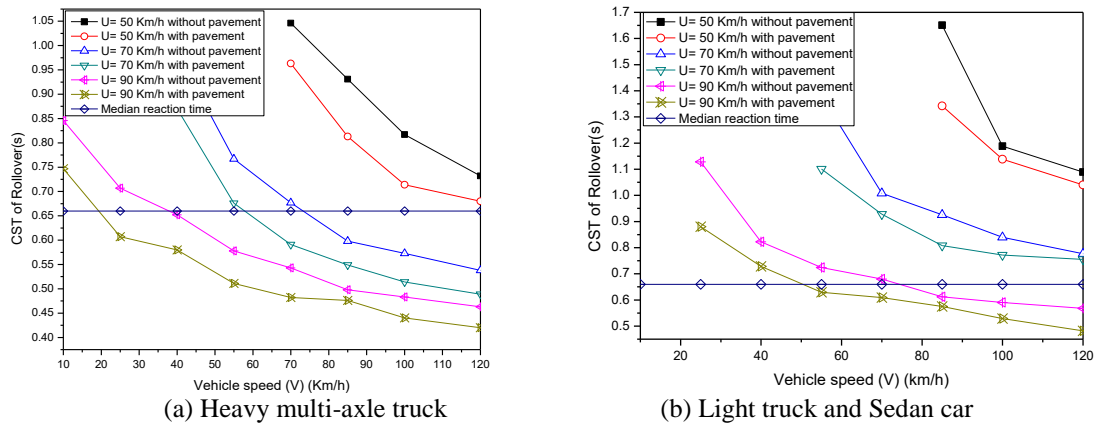 U= 50 Km/h without pavement
U= 50 Km/h with pavement
U= 70 Km/h without pavement
U= 70 Km/h with pavement
U= 90 Km/h without pavement
U= 90 Km/h with pavement
Median reaction time
1.05
1.00
0.95
0.90
0.85
0.80
0.75
0.70
0.65
0.60
0.55
0.50
0.45
0.40
CST of Rollover(s)
10 20 30 40 50 60 70 80 90 100 110 120
Vehicle speed (V) (Km/h)
(a) Heavy multi-axle truck
U= 50 Km/h without pavement
U= 50 Km/h with pavement
U= 70 Km/h without pavement
U= 70 Km/h with pavement
U= 90 Km/h without pavement
U= 90 Km/h with pavement
Median reaction time
1.7
1.6
1.5
1.4
1.3
1.2
1.1
1.0
0.9
0.8
0.7
0.6
0.5
CST of Rollover(s)
20 40 60 80 100 120
Vehicle speed (V) (km/h)
(b) Light truck and Sedan car